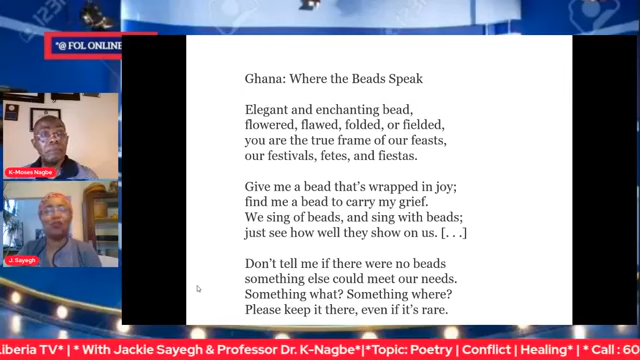 *@ FOL ONLINE
Ghana: Where the Beads Speak
Elegant and enchanting bead,
flowered, flawed, folded, or fielded,
you are the true frame of our feasts,
our festivals, fetes, and fiestas.
Give me a bead that's wrapped in joy;
find me a bead to carry my grief.
We sing of beads, and sing with beads;
just see how well they show on us. [. . .]
Don't tell me if there were no beads
something else could meet our needs.
Something what? Something where?
Please keep it there, even if it's rare.
K-Moses Nagbe
J. Sayegh
Liberia TV* | * With Jackie Sayegh & Professor Dr. K-Nagbe*|*Topic: Poetry | Conflict | Healing* | * Call : 60